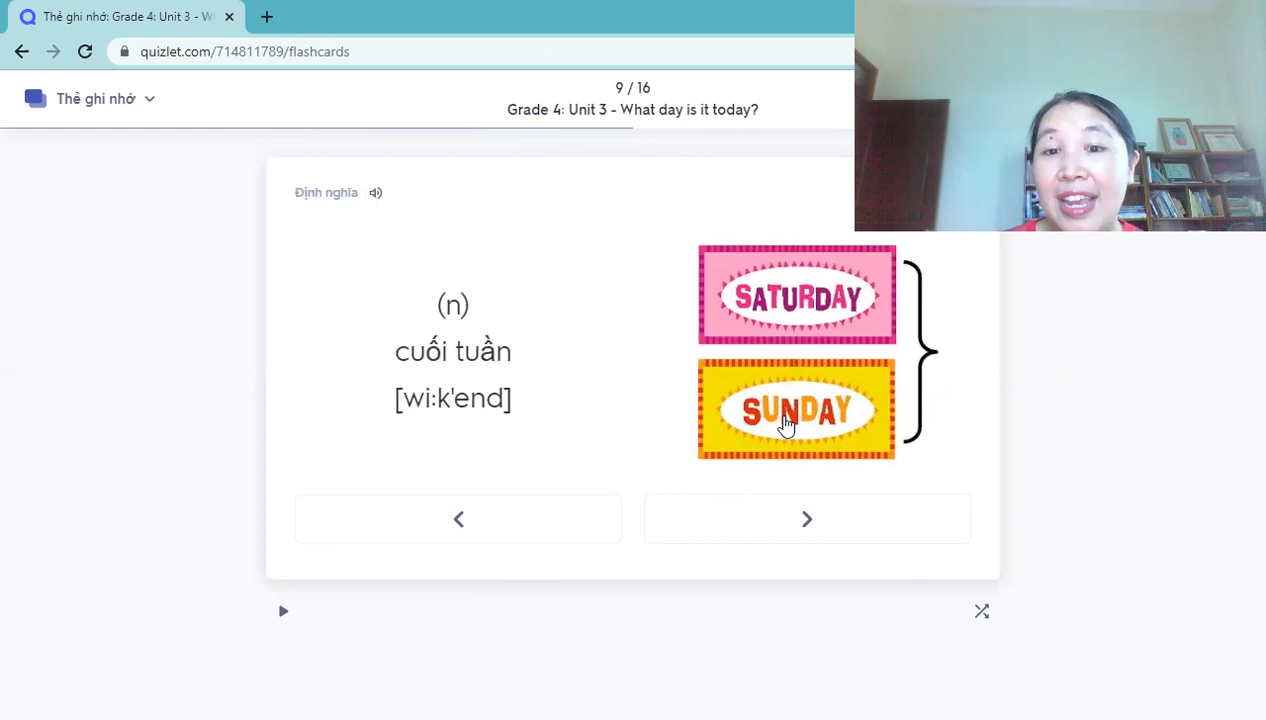 Thẻ ghi nhớ: Grade 4: Unit 3 - W
quizlet.com/714811789/flashcards
Thẻ ghi nhớ
9 / 16
Grade 4: Unit 3 - What day is it today?
Định nghĩa
(n)
cuối tuần
[wi:k'end]
SATURDAY
SUNDAY